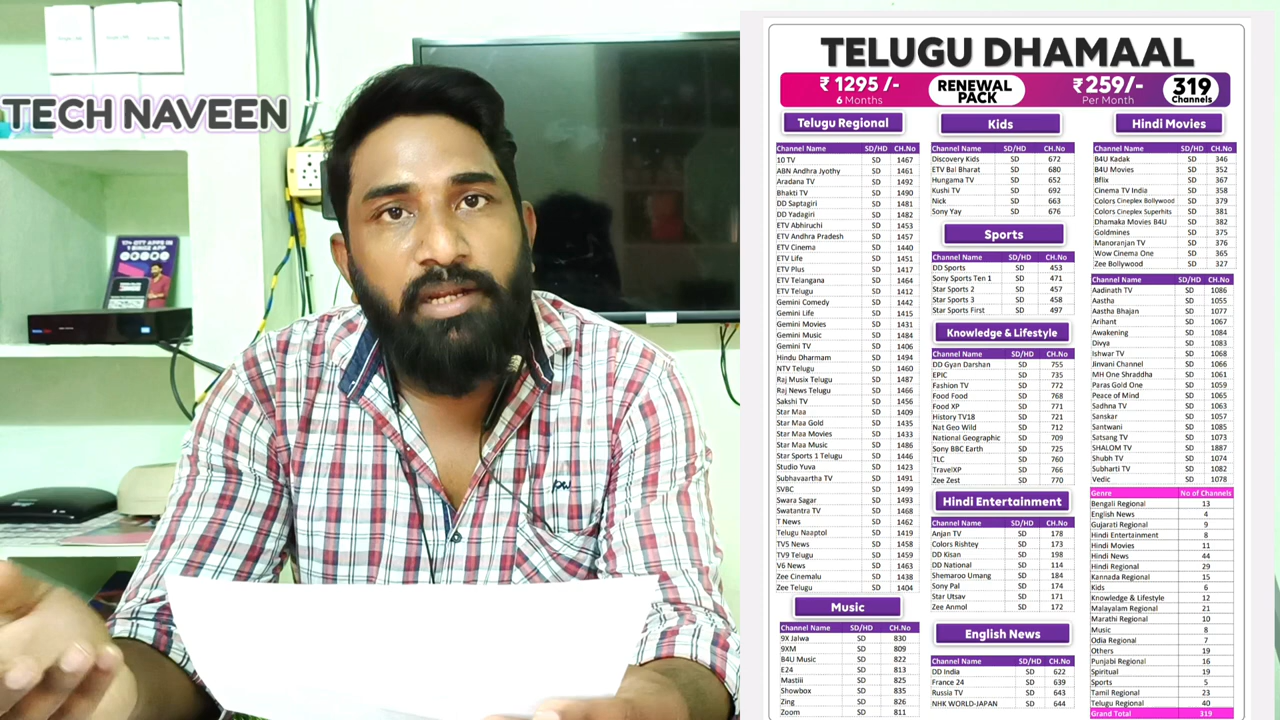 TECH NAVEEN
17+ OTT APPS IN
1 BINGE APP
TELUGU DHAMAAL
₹ 1295 /-
6 Months
RENEWAL
PACK
₹259/-
Per Month
319
Channels
Telugu Regional
Channel Name SD/HD CH.No
10 TV SD 1467
ABN Andhra Jyothy SD 1461
Aradana TV SD 1492
Bhakti TV SD 1490
DD Saptagiri SD 1481
DD Yadagiri SD 1482
ETV Abhiruchi SD 1453
ETV Andhra Pradesh SD 1457
ETV Cinema SD 1440
ETV Life SD 1451
ETV Plus SD 1417
ETV Telangana SD 1464
ETV Telugu SD 1412
Gemini Comedy SD 1442
Gemini Life SD 1415
Gemini Movies SD 1431
Gemini Music SD 1484
Gemini TV SD 1406
Hindu Dharmam SD 1494
NTV Telugu SD 1460
Raj Musix Telugu SD 1487
Raj News Telugu SD 1466
Sakshi TV SD 1456
Star Maa SD 1409
Star Maa Gold SD 1435
Star Maa Movies SD 1433
Star Maa Music SD 1486
Star Sports 1 Telugu SD 1446
Studio Yuva SD 1423
Subhavaartha TV SD 1491
SVBC SD 1499
Swara Sagar SD 1493
Swatantra TV SD 1468
T News SD 1462
Telugu Naaptol SD 1419
TV5 News SD 1458
TV9 Telugu SD 1459
V6 News SD 1463
Zee Cinemalu SD 1438
Zee Telugu SD 1404
Music
Channel Name SD/HD CH.No
9X Jalwa SD 830
9XM SD 809
B4U Music SD 822
E24 SD 813
Mastiii SD 825
Showbox SD 835
Zing SD 826
Zoom SD 811
Kids
Channel Name SD/HD CH.No
Discovery Kids SD 672
ETV Bal Bharat SD 680
Hungama TV SD 652
Kushi TV SD 692
Nick SD 663
Sony Yay SD 676
Sports
Channel Name SD/HD CH.No
DD Sports SD 453
Sony Sports Ten 1 SD 471
Star Sports 2 SD 457
Star Sports 3 SD 458
Star Sports First SD 497
Knowledge & Lifestyle
Channel Name SD/HD CH.No
DD Gyan Darshan SD 755
EPIC SD 735
Fashion TV SD 772
Food Food SD 768
Food XP SD 771
History TV18 SD 721
Nat Geo Wild SD 712
National Geographic SD 709
Sony BBC Earth SD 725
TLC SD 760
TravelXP SD 766
Zee Zest SD 770
Hindi Entertainment
Channel Name SD/HD CH.No
Anjan TV SD 178
Colors Rishtey SD 173
DD Kisan SD 198
DD National SD 114
Shemaroo Umang SD 184
Sony Pal SD 174
Star Utsav SD 171
Zee Anmol SD 172
English News
Channel Name SD/HD CH.No
DD India SD 622
France 24 SD 639
Russia TV SD 643
NHK WORLD-JAPAN SD 644
Hindi Movies
Channel Name SD/HD CH.No
B4U Kadak SD 346
B4U Movies SD 352
Bflix SD 367
Cinema TV India SD 358
Colors Cineplex Bollywood SD 379
Colors Cineplex Superhits SD 381
Dhamaka Movies B4U SD 382
Goldmines SD 375
Manoranjan TV SD 376
Wow Cinema One SD 365
Zee Bollywood SD 327
Channel Name SD/HD CH.No
Aadinath TV SD 1086
Aastha SD 1055
Aastha Bhajan SD 1077
Arihant SD 1067
Awakening SD 1084
Divya SD 1083
Ishwar TV SD 1068
Jinvani Channel SD 1066
MH One Shraddha SD 1061
Paras Gold One SD 1059
Peace of Mind SD 1065
Sadhna TV SD 1063
Sanskar SD 1057
Santwani SD 1085
Satsang TV SD 1073
SHALOM TV SD 1887
Shubh TV SD 1074
Subharti TV SD 1082
Vedic SD 1078
Genre No of Channels
Bengali Regional 13
English News 4
Gujarati Regional 9
Hindi Entertainment 8
Hindi Movies 11
Hindi News 44
Hindi Regional 29
Kannada Regional 15
Kids 6
Knowledge & Lifestyle 12
Malayalam Regional 21
Marathi Regional 10
Music 8
Odia Regional 7
Others 19
Punjabi Regional 16
Spiritual 19
Sports 5
Tamil Regional 23
Telugu Regional 40
Grand Total 319